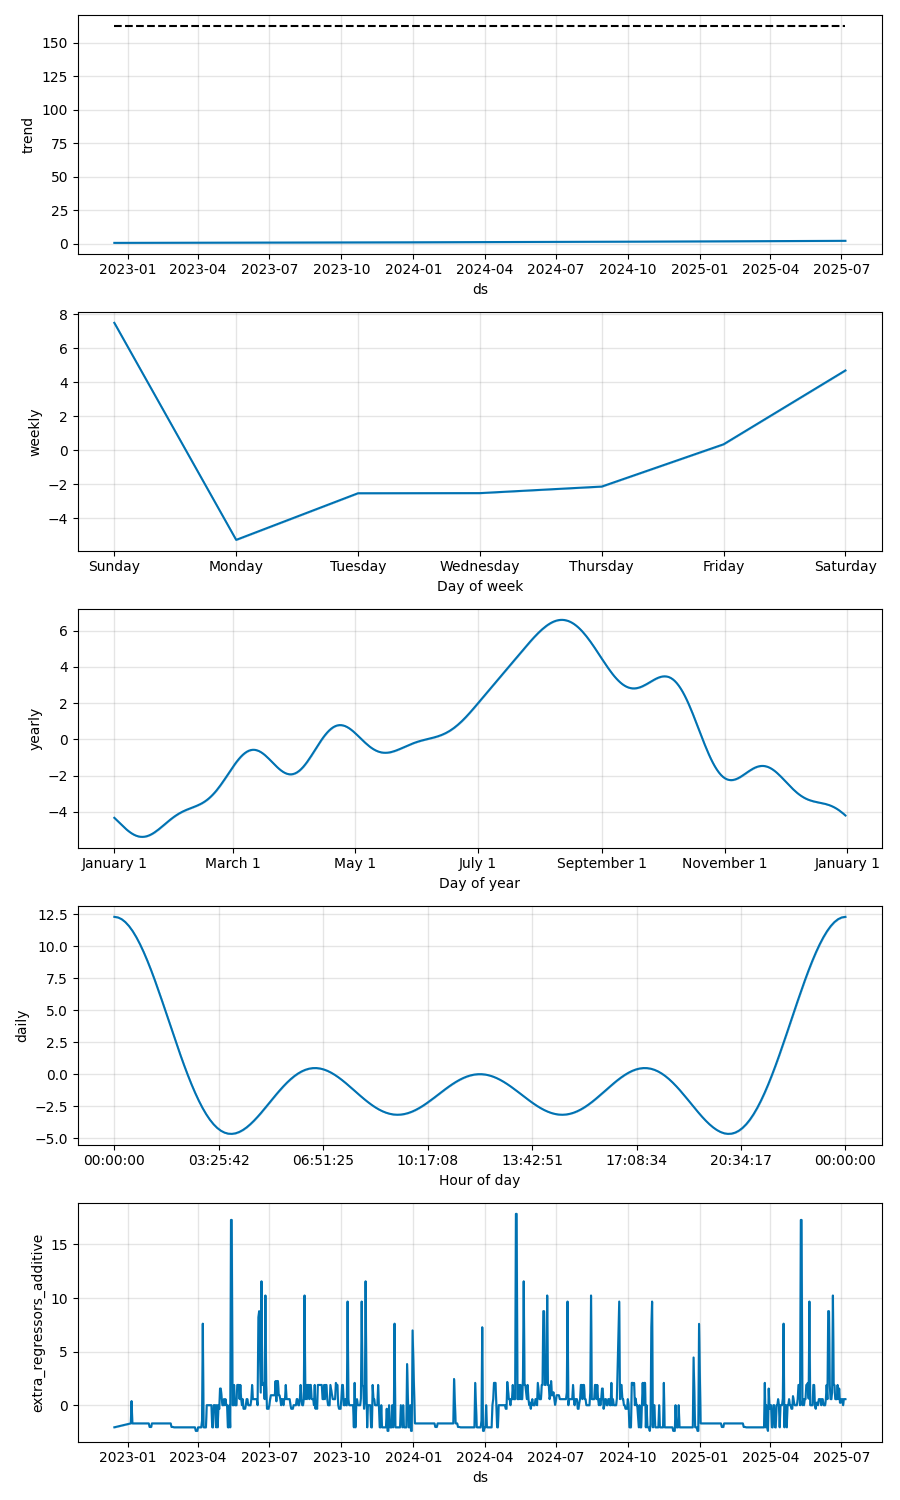 trend
150
125
100
75
50
25
0
2023-01 2023-04 2023-07 2023-10 2024-01 2024-04 2024-07 2024-10 2025-01 2025-04 2025-07
ds
weekly
8
6
4
2
0
−2
−4
Sunday Monday Tuesday Wednesday Thursday Friday Saturday
Day of week
yearly
6
4
2
0
−2
−4
January 1 March 1 May 1 July 1 September 1 November 1 January 1
Day of year
daily
12.5
10.0
7.5
5.0
2.5
0.0
−2.5
−5.0
00:00:00 03:25:42 06:51:25 10:17:08 13:42:51 17:08:34 20:34:17 00:00:00
Hour of day
extra_regressors_additive
15
10
5
0
2023-01 2023-04 2023-07 2023-10 2024-01 2024-04 2024-07 2024-10 2025-01 2025-04 2025-07
ds